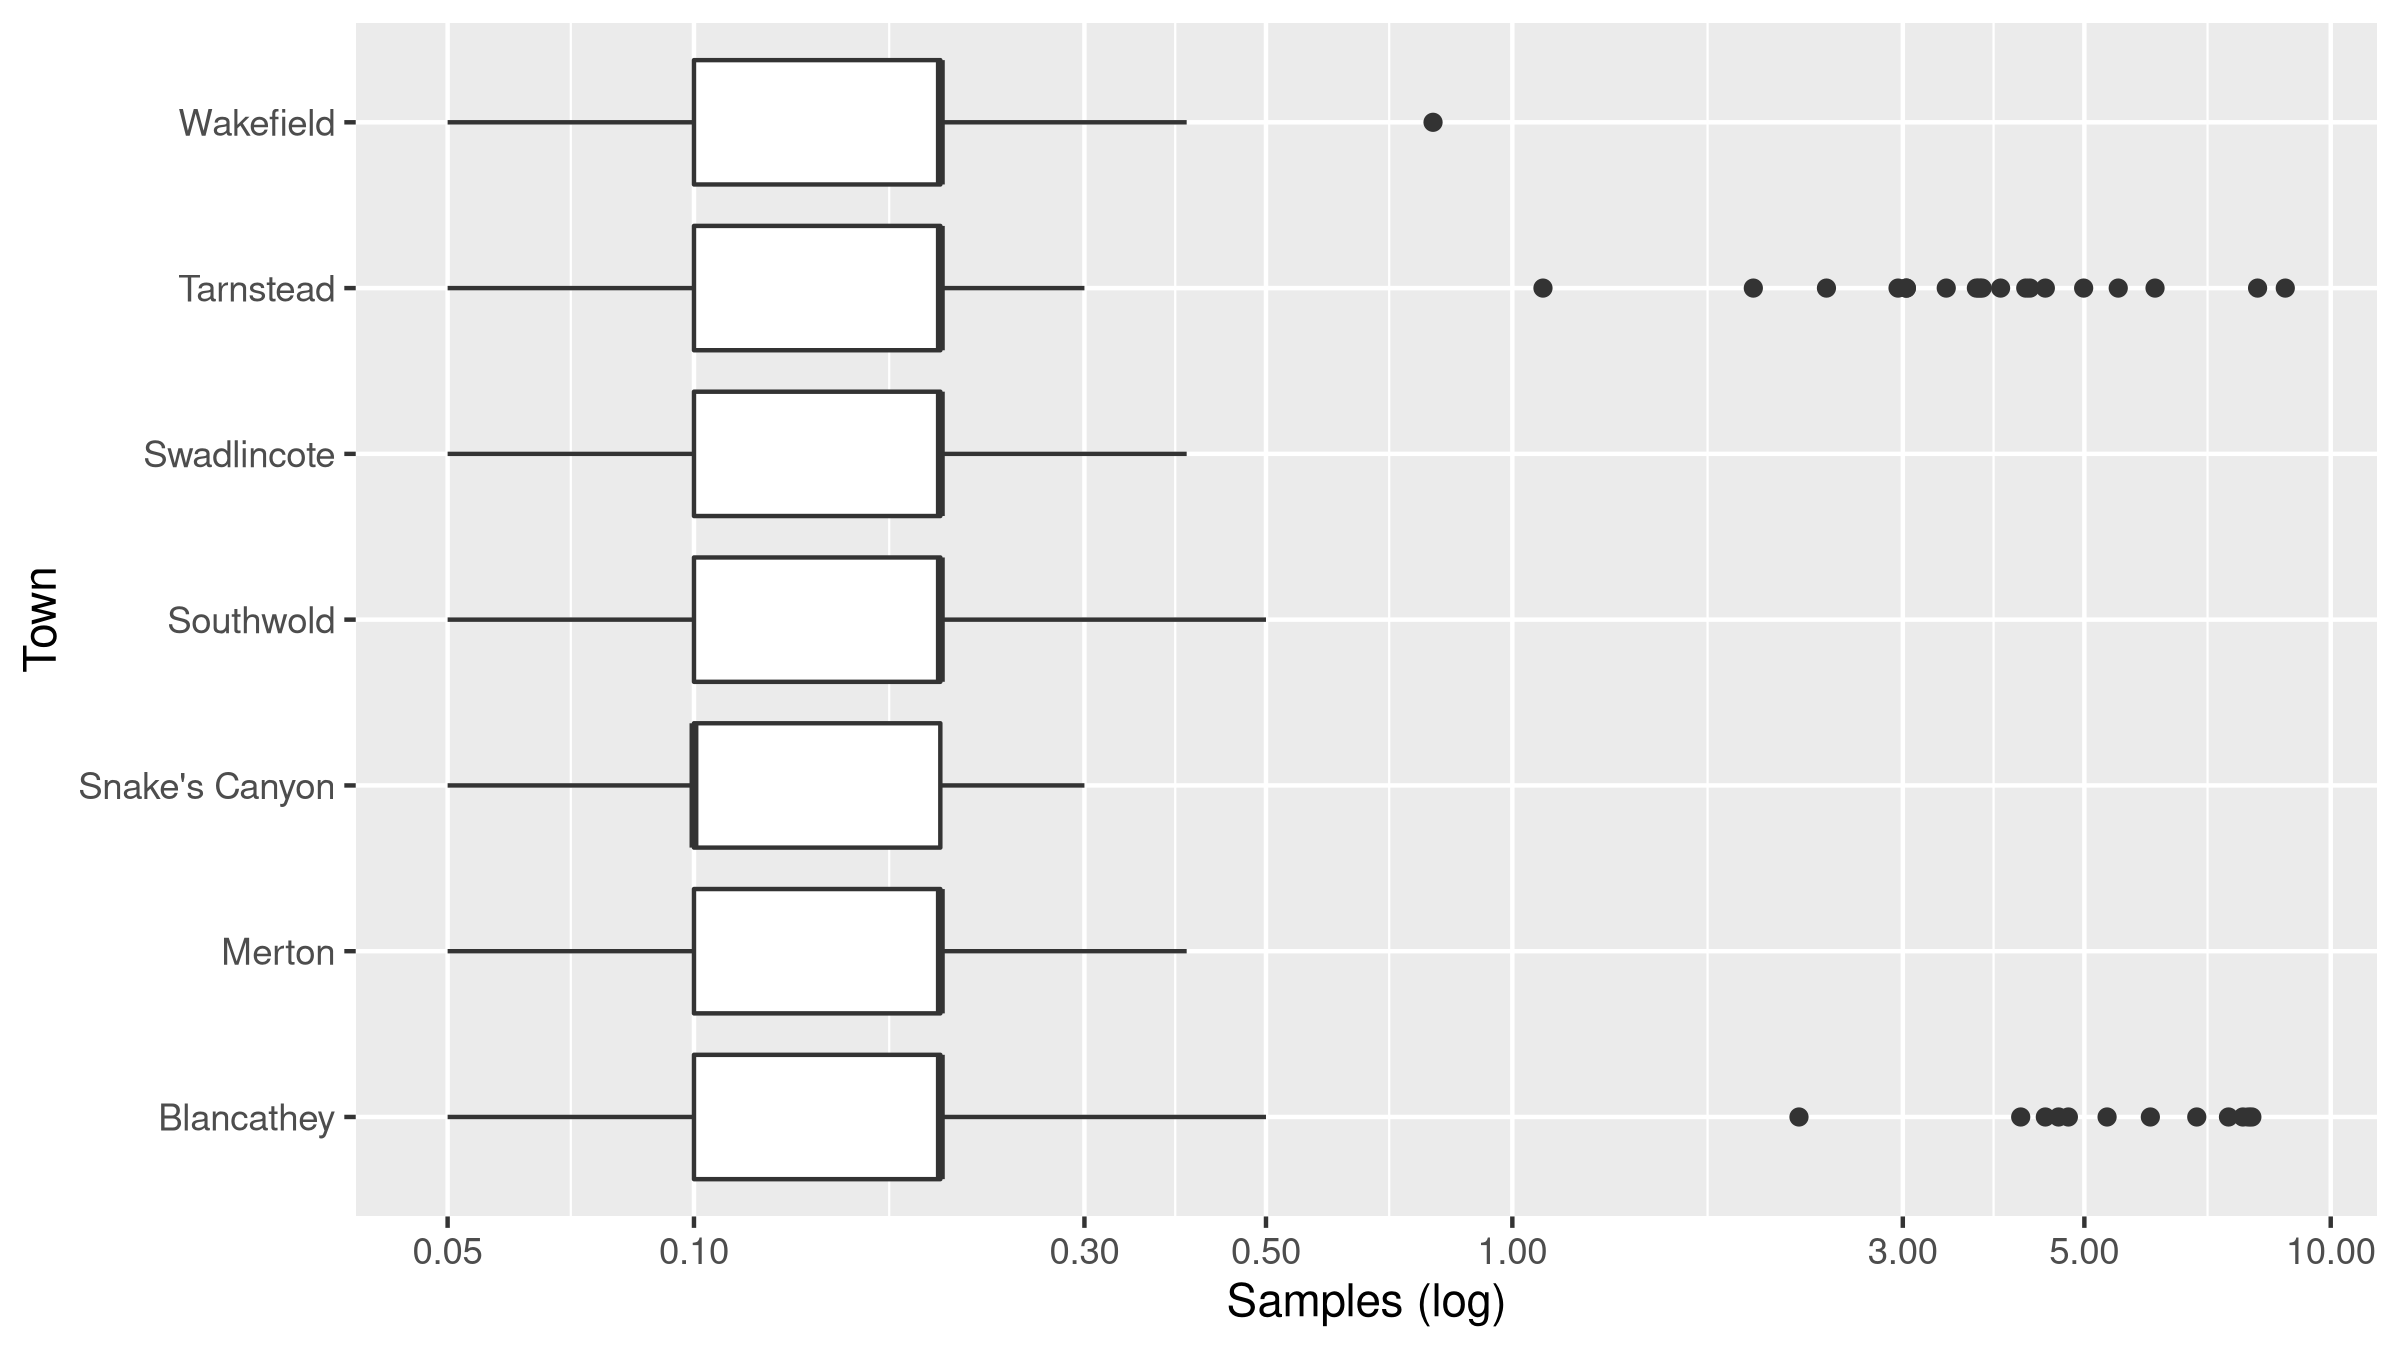 Wakefield
Tarnstead
Swadlincote
Southwold
Snake's Canyon
Merton
Blancathey
Town
0.05 0.10 0.30 0.50 1.00 3.00 5.00 10.00
Samples (log)